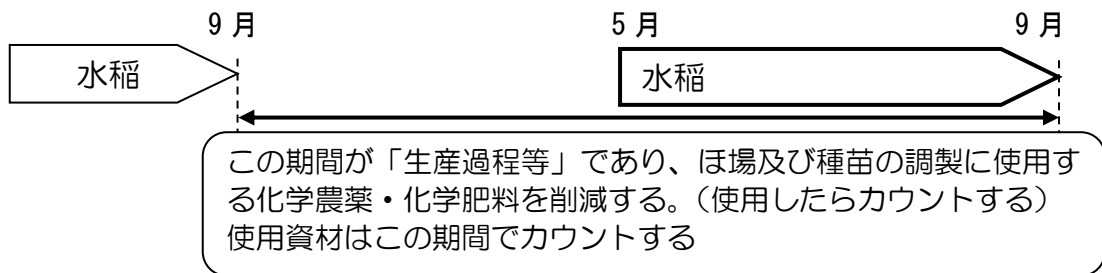 9 月 5 月 9 月
水稲 水稲
この期間が「生産過程等」であり、ほ場及び種苗の調製に使用す
る化学農薬・化学肥料を削減する。（使用したらカウントする）
使用資材はこの期間でカウントする